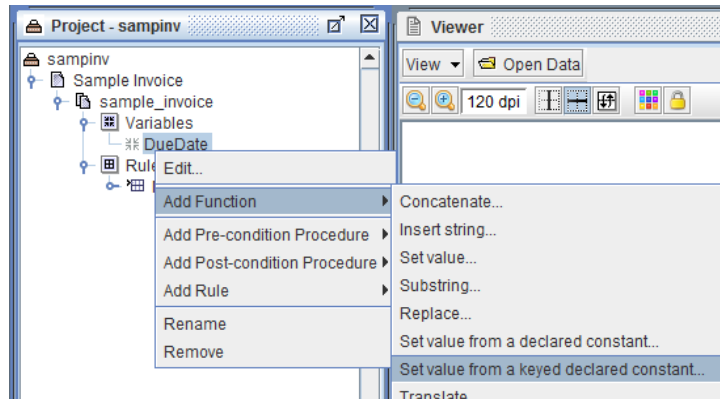 Project - sampinv
sampinv
Sample Invoice
sample_invoice
Variables
DueDate
Edit...
Add Function
Add Pre-condition Procedure
Add Post-condition Procedure
Add Rule
Rename
Remove
Viewer
View
Open Data
120 dpi
Concatenate...
Insert string...
Set value...
Substring...
Replace...
Set value from a declared constant...
Set value from a keyed declared constant...
Translate